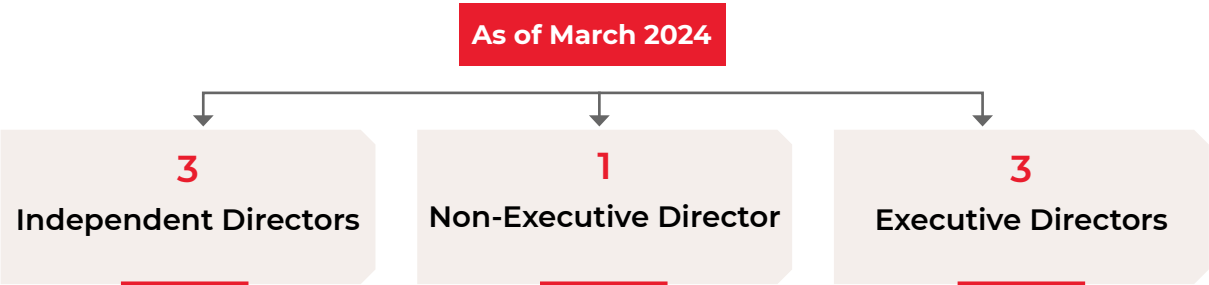 As of March 2024
3
Independent Directors
1
Non-Executive Director
3
Executive Directors